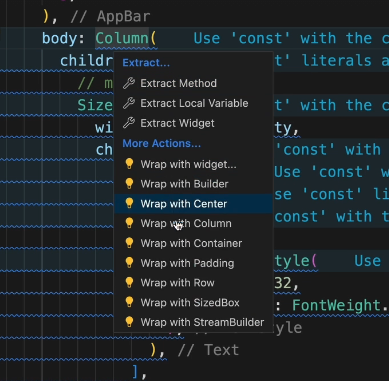 ), // AppBar
body: Column(    Use 'const' with the c
childr
t' literals a
// m
Size
t' with the c
wi
ty,
ch
'const' with
Use 'const' w
se 'const' li
const' with t
tyle(    Use
32,
: FontWeight.
yle
), // Text
],
Extract...
Extract Method
Extract Local Variable
Extract Widget
More Actions...
Wrap with widget...
Wrap with Builder
Wrap with Center
Wrap with Column
Wrap with Container
Wrap with Padding
Wrap with Row
Wrap with SizedBox
Wrap with StreamBuilder